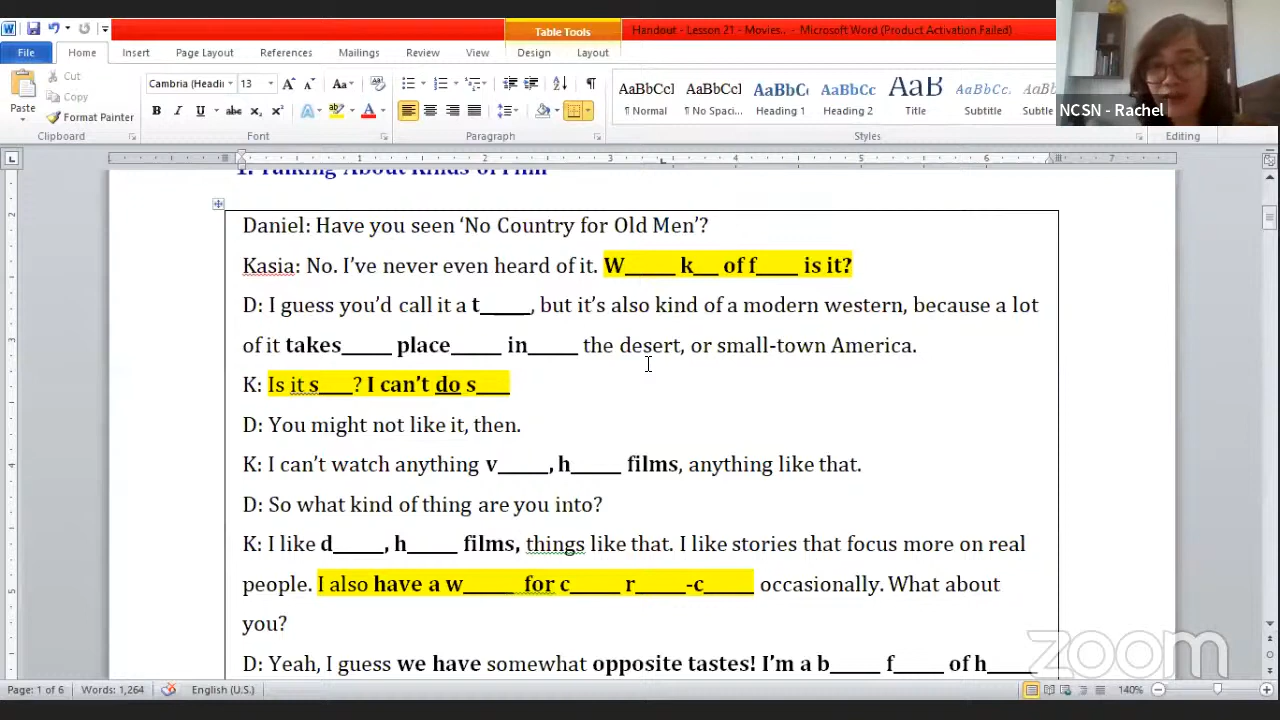 Table Tools
Handout - Lesson 21 - Movies.. - Microsoft Word (Product Activation Failed)
File Home Insert Page Layout References Mailings Review View Design Layout
Cut
Copy
Format Painter
Paste
Clipboard
Cambria (Headi 13
Font
Paragraph
AaBbCcI AaBbCcI AaBbCc AaBbCc AaB AaBbCc.
¶ Normal ¶ No Spaci... Heading 1 Heading 2 Title Subtitle
Styles
Editing
NCSN - Rachel
1. Talking About Kinds of Film
Daniel: Have you seen ‘No Country for Old Men’?
Kasia: No. I’ve never even heard of it. W_____ k__ of f____ is it?
D: I guess you’d call it a t_____, but it’s also kind of a modern western, because a lot
of it takes_____ place_____ in_____ the desert, or small-town America.
K: Is it s___? I can’t do s___
D: You might not like it, then.
K: I can’t watch anything v_____, h_____ films, anything like that.
D: So what kind of thing are you into?
K: I like d_____, h_____ films, things like that. I like stories that focus more on real
people. I also have a w_____ for c_____ r_____-c_____ occasionally. What about
you?
D: Yeah, I guess we have somewhat opposite tastes! I’m a b_____ f_____ of h_____
zoom
Page: 1 of 6 Words: 1,264 English (U.S.) 140%